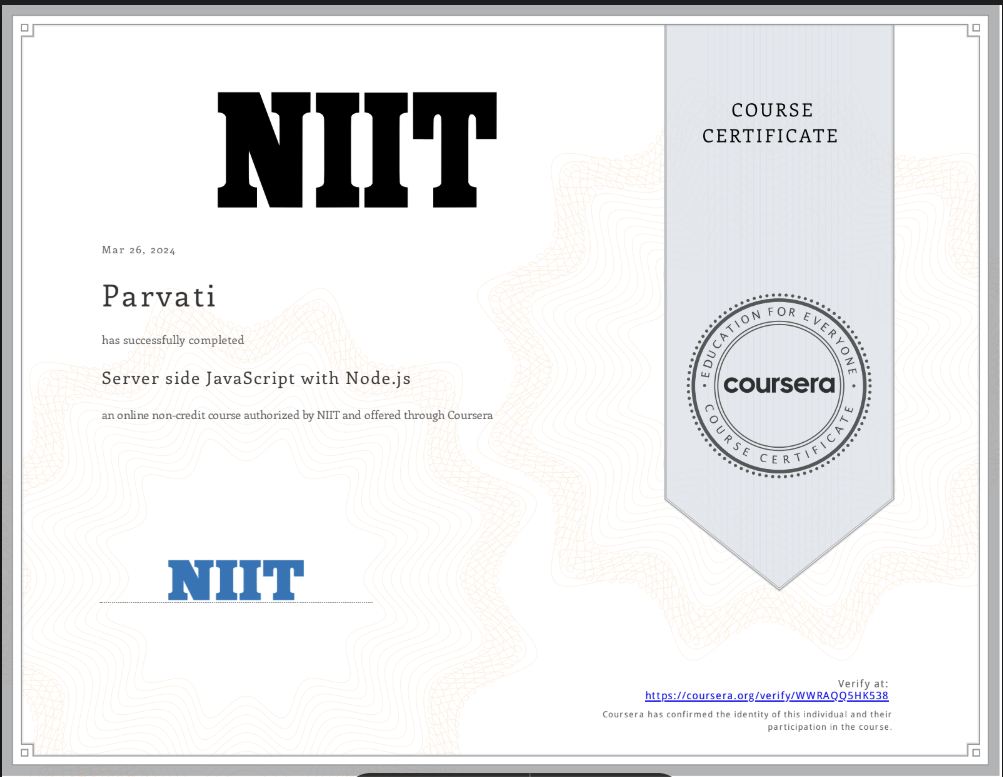 NIIT
COURSE
CERTIFICATE
Mar 26, 2024
Parvati
has successfully completed
Server side JavaScript with Node.js
an online non-credit course authorized by NIIT and offered through Coursera
EDUCATION FOR EVERYONE
coursera
COURSE CERTIFICATE
NIIT
Verify at:
https://coursera.org/verify/WWRAQQ5HK538
Coursera has confirmed the identity of this individual and their
participation in the course.